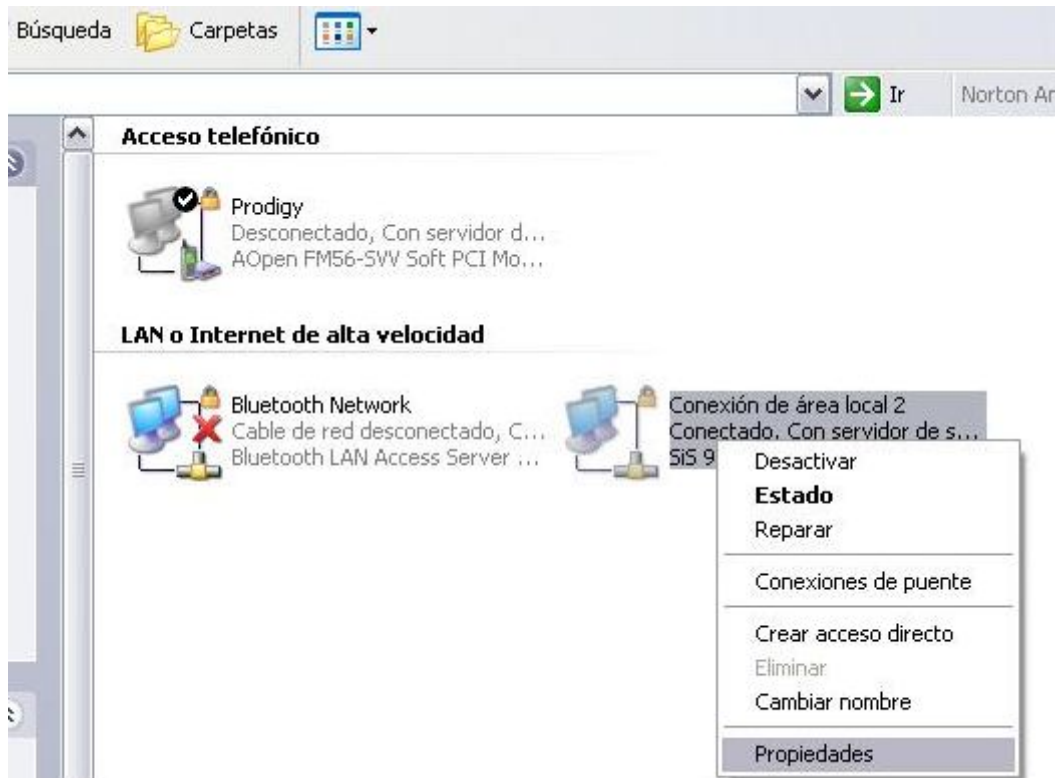 Búsqueda Carpetas
Ir Norton An
Acceso telefónico
Prodigy
Desconectado, Con servidor d...
AOpen FM56-SVV Soft PCI Mo...
LAN o Internet de alta velocidad
Bluetooth Network
Cable de red desconectado, C...
Bluetooth LAN Access Server ...
Conexión de área local 2
Conectado, Con servidor de s...
SiS 9
Desactivar
Estado
Reparar
Conexiones de puente
Crear acceso directo
Eliminar
Cambiar nombre
Propiedades